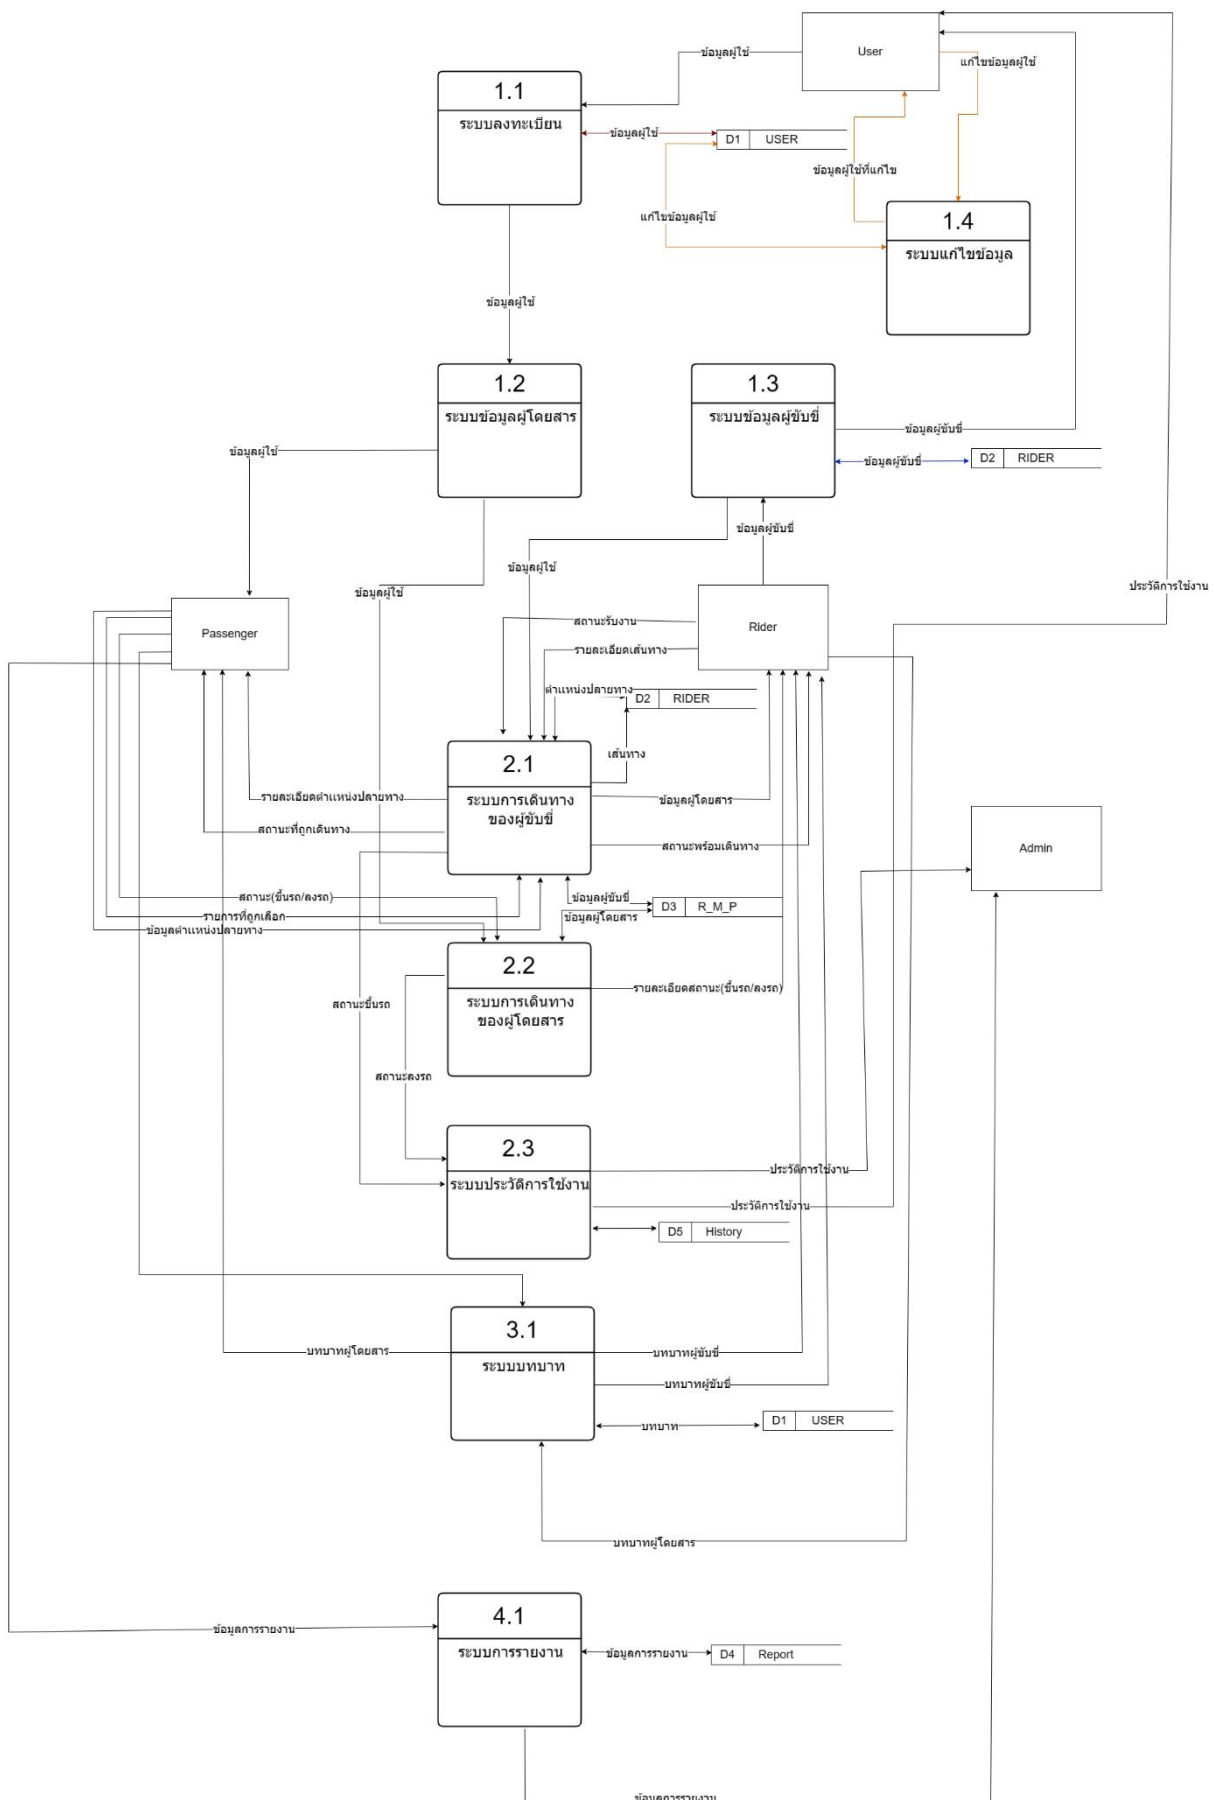 User
ข้อมูลผู้ใช้
แก้ไขข้อมูลผู้ใช้
1.1
ระบบลงทะเบียน
ข้อมูลผู้ใช้
D1 USER
ข้อมูลผู้ใช้ที่แก้ไข
แก้ไขข้อมูลผู้ใช้
1.4
ระบบแก้ไขข้อมูล
ข้อมูลผู้ใช้
1.2
ระบบข้อมูลผู้โดยสาร
1.3
ระบบข้อมูลผู้ขับขี่
ข้อมูลผู้ขับขี่
ข้อมูลผู้ใช้
ข้อมูลผู้ขับขี่
D2 RIDER
ข้อมูลผู้ขับขี่
ข้อมูลผู้ใช้
ข้อมูลผู้ใช้
ประวัติการใช้งาน
Passenger
Rider
สถานะรับงาน
รายละเอียดเส้นทาง
ตำแหน่งปลายทาง
D2 RIDER
2.1
ระบบการเดินทาง
ของผู้ขับขี่
เส้นทาง
รายละเอียดตำแหน่งปลายทาง
ข้อมูลผู้โดยสาร
สถานะที่ถูกเดินทาง
สถานะพร้อมเดินทาง
Admin
สถานะ(ขึ้นรถ/ลงรถ)
ข้อมูลผู้ขับขี่
D3 R_M_P
รายการที่ถูกเลือก
ข้อมูลผู้โดยสาร
ข้อมูลตำแหน่งปลายทาง
2.2
ระบบการเดินทาง
ของผู้โดยสาร
รายละเอียดสถานะ(ขึ้นรถ/ลงรถ)
สถานะขึ้นรถ
สถานะลงรถ
2.3
ระบบประวัติการใช้งาน
ประวัติการใช้งาน
ประวัติการใช้งาน
D5 History
3.1
ระบบบทบาท
บทบาทผู้โดยสาร
บทบาทผู้ขับขี่
บทบาทผู้ขับขี่
บทบาท
D1 USER
บทบาทผู้โดยสาร
4.1
ระบบการรายงาน
ข้อมูลการรายงาน
ข้อมูลการรายงาน
D4 Report
ข้อมูลการรายงาน